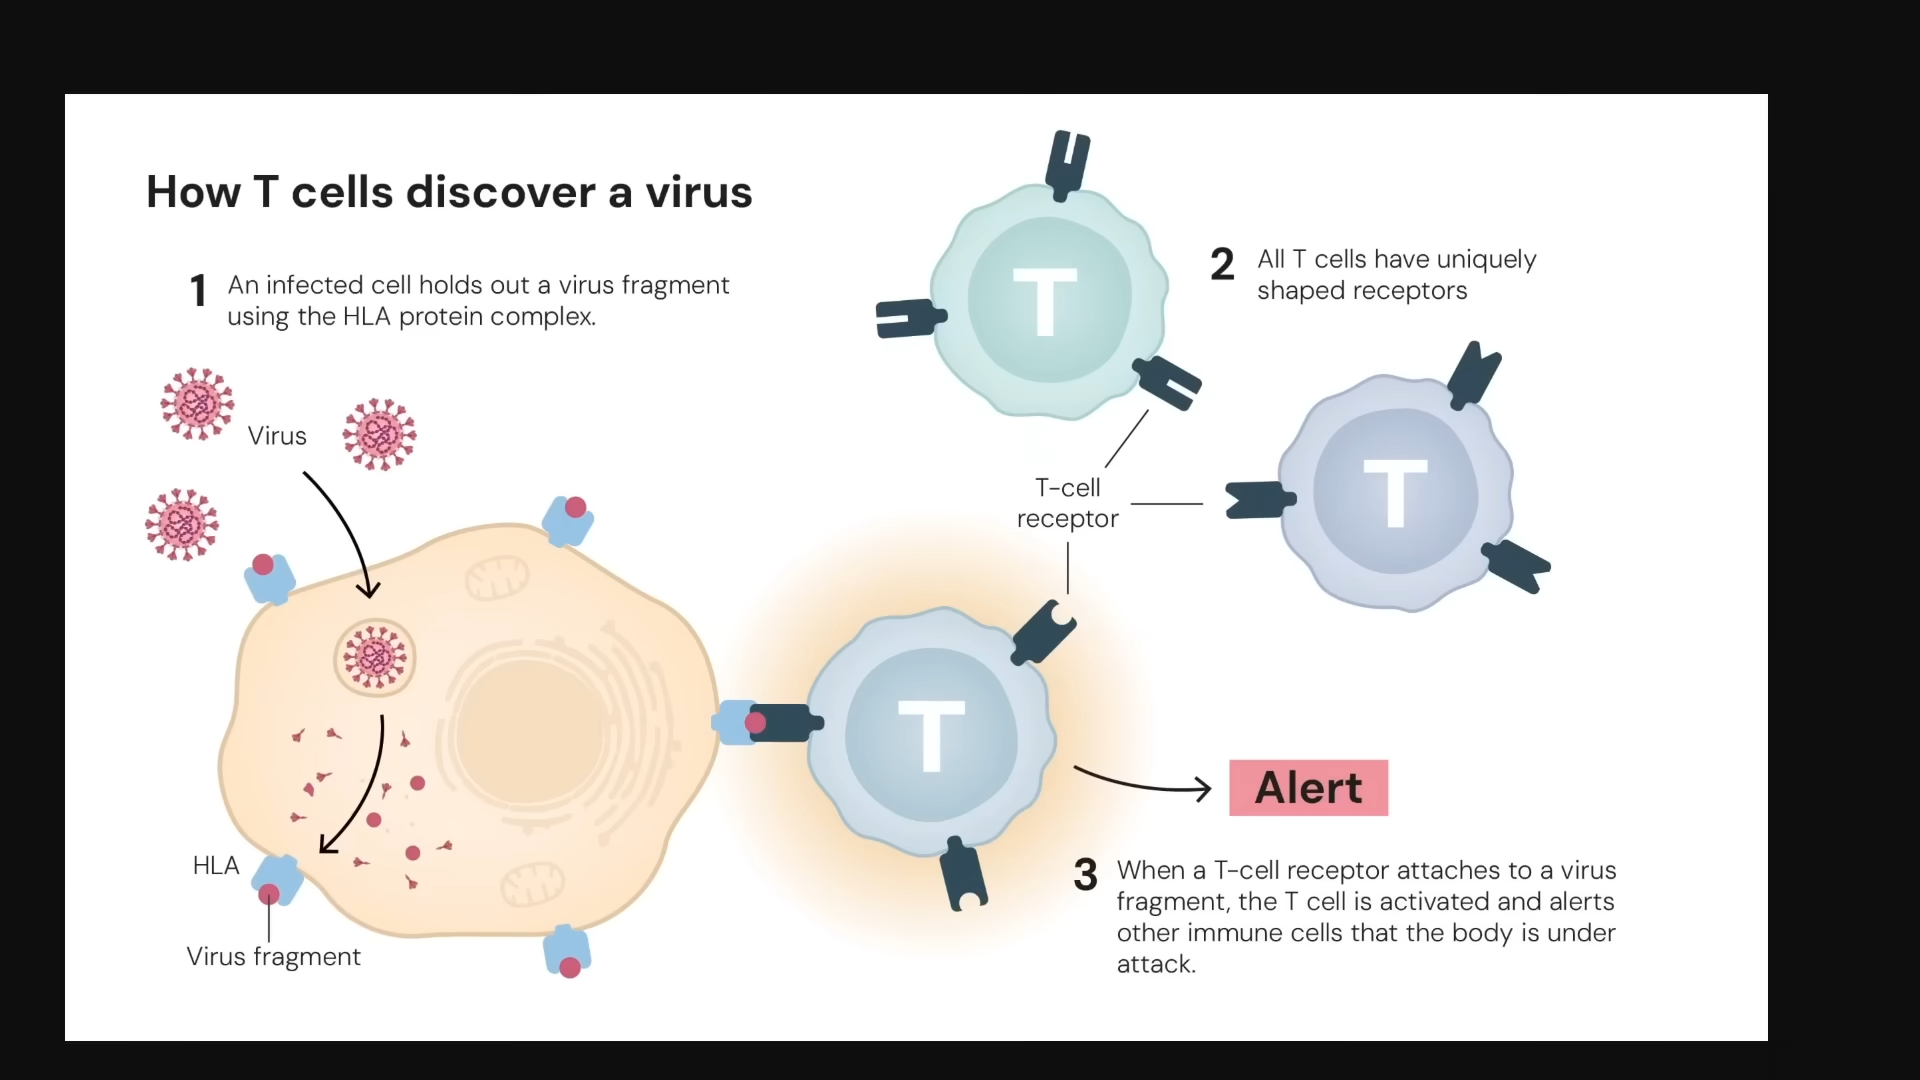 How T cells discover a virus
1 An infected cell holds out a virus fragment
using the HLA protein complex.
Virus
HLA
Virus fragment
T
2 All T cells have uniquely
shaped receptors
T
T-cell
receptor
T
Alert
3 When a T-cell receptor attaches to a virus
fragment, the T cell is activated and alerts
other immune cells that the body is under
attack.